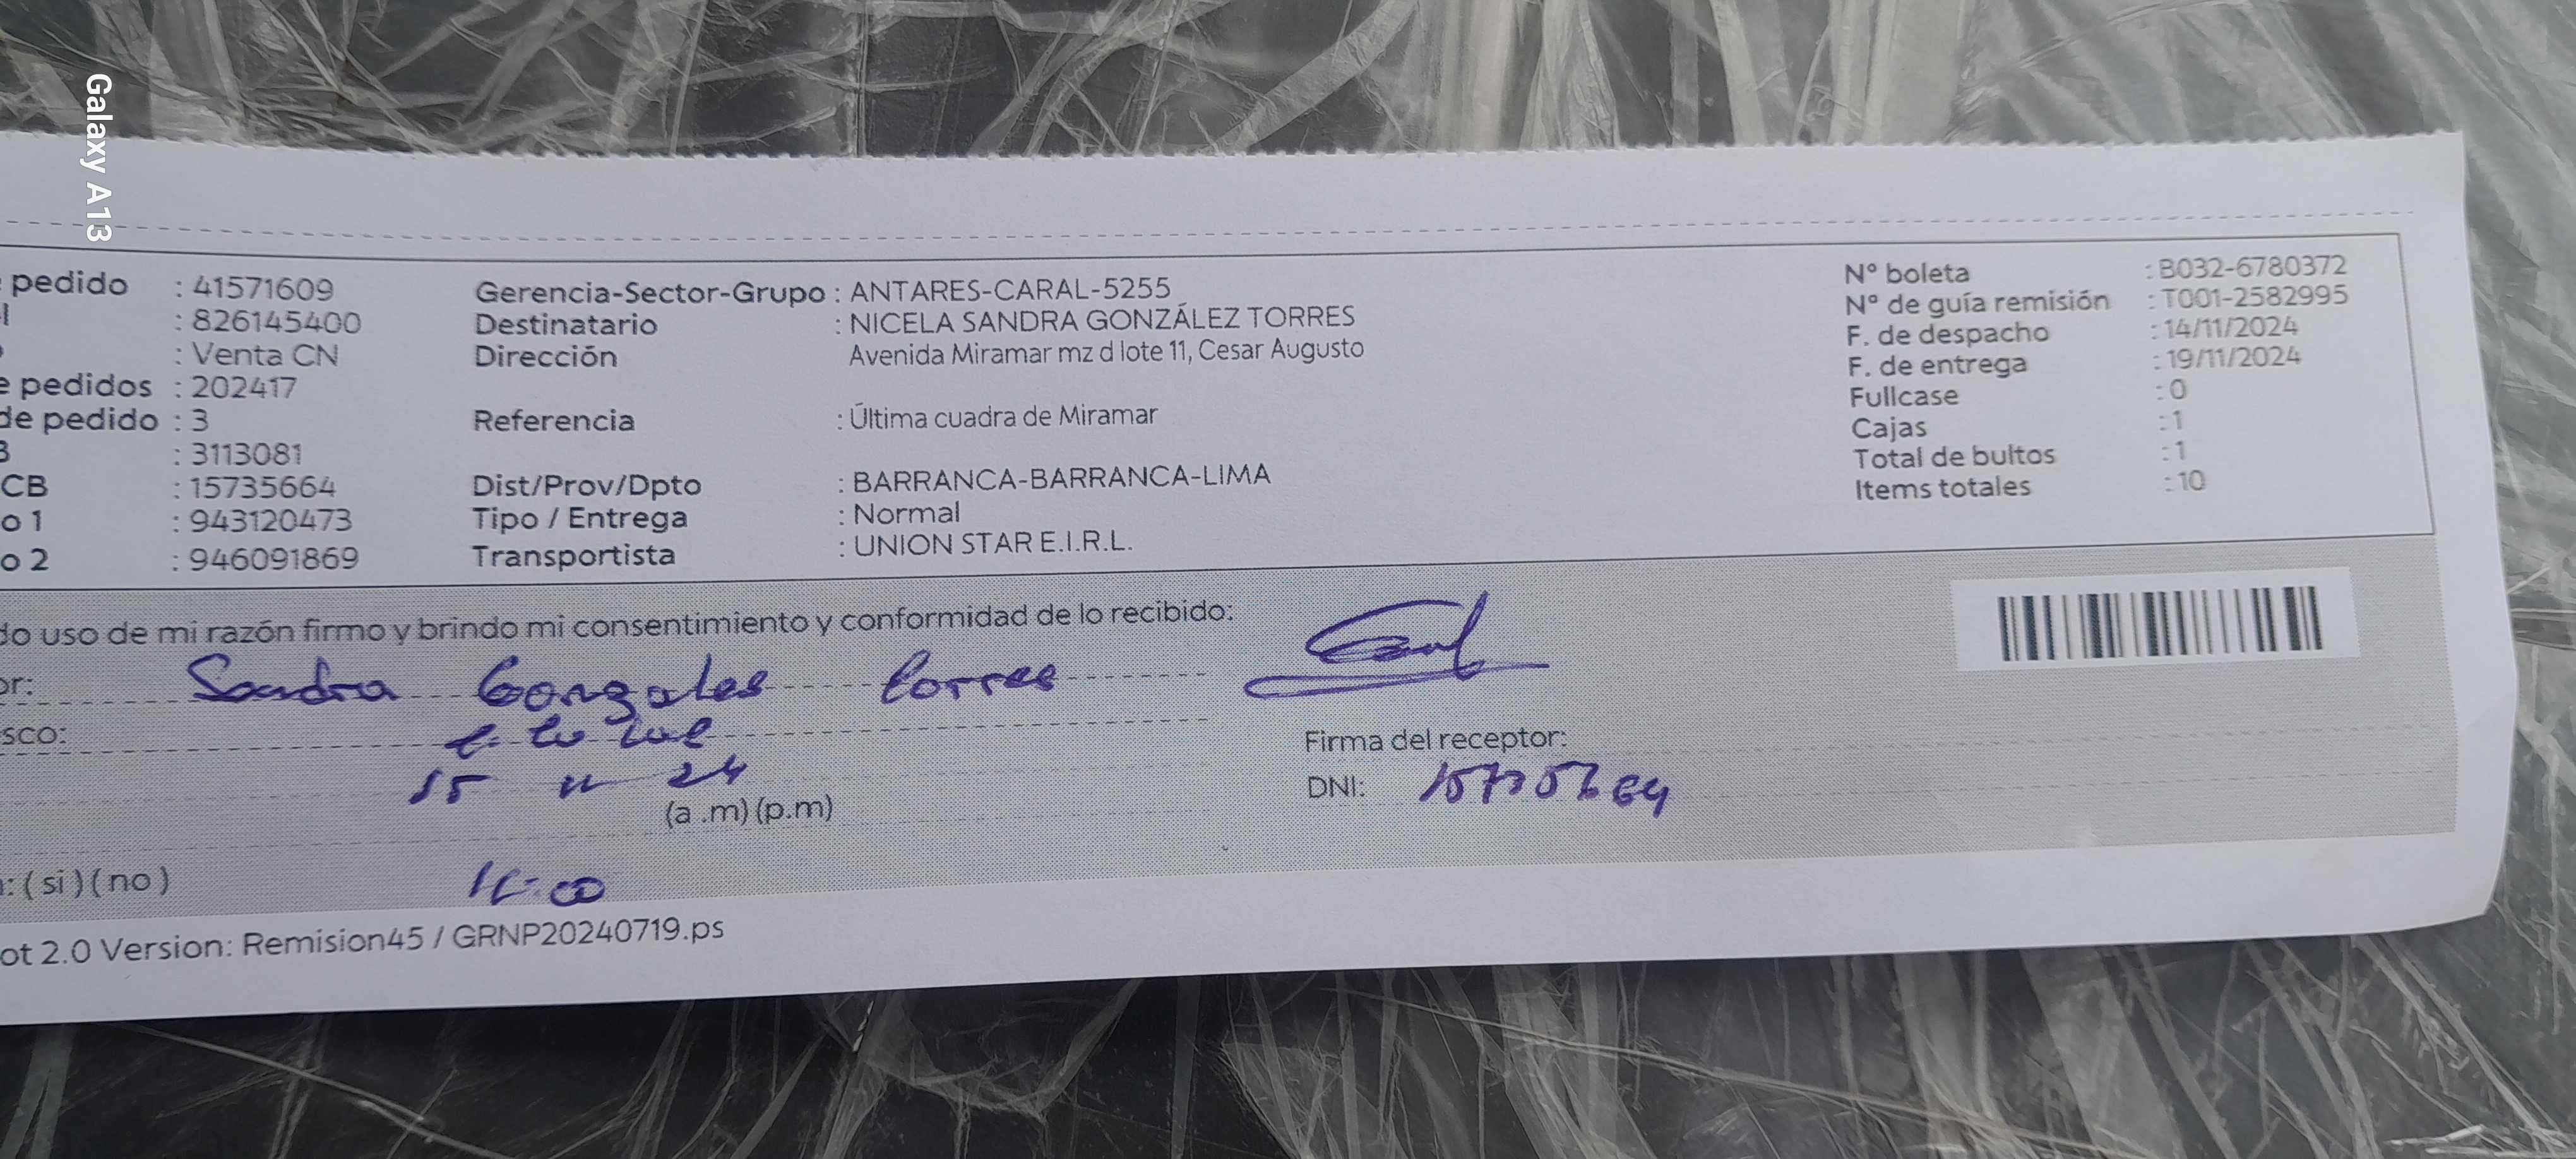 Galaxy A13
pedido : 41571609
: 826145400
: Venta CN
e pedidos : 202417
de pedido : 3
: 3113081
CB : 15735664
o 1 : 943120473
o 2 : 946091869
Gerencia-Sector-Grupo : ANTARES-CARAL-5255
Destinatario : NICELA SANDRA GONZÁLEZ TORRES
Dirección Avenida Miramar mz d lote 11, Cesar Augusto
Referencia : Última cuadra de Miramar
Dist/Prov/Dpto : BARRANCA-BARRANCA-LIMA
Tipo / Entrega : Normal
Transportista : UNION STAR E.I.R.L.
Nº boleta : B032-6780372
Nº de guía remisión : T001-2582995
F. de despacho : 14/11/2024
F. de entrega : 19/11/2024
Fullcase : 0
Cajas : 1
Total de bultos : 1
Items totales : 10
do uso de mi razón firmo y brindo mi consentimiento y conformidad de lo recibido:
or: Sandra Gonzales Torres
sco:
15 11 24
(a .m) (p.m)
Firma del receptor:
DNI:
: ( si ) ( no )
ot 2.0 Version: Remision45 / GRNP20240719.ps